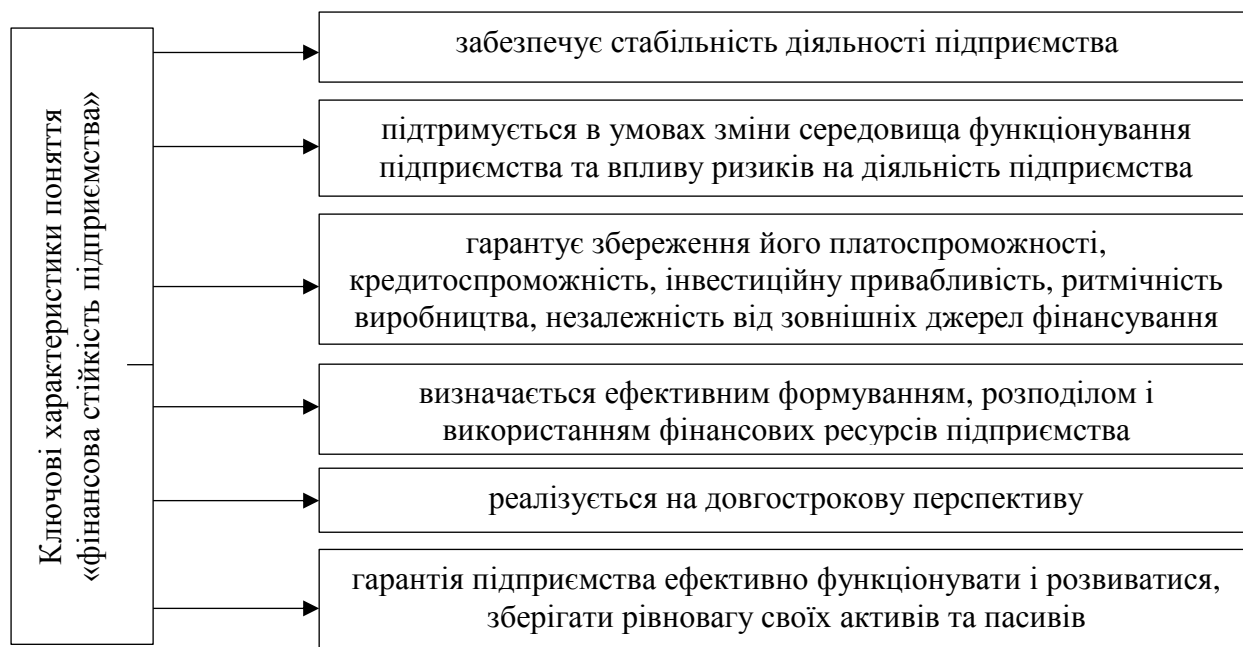 Ключові характеристики поняття
«фінансова стійкість підприємства»
забезпечує стабільність діяльності підприємства
підтримується в умовах зміни середовища функціонування
підприємства та впливу ризиків на діяльність підприємства
гарантує збереження його платоспроможності,
кредитоспроможність, інвестиційну привабливість, ритмічність
виробництва, незалежність від зовнішніх джерел фінансування
визначається ефективним формуванням, розподілом і
використанням фінансових ресурсів підприємства
реалізується на довгострокову перспективу
гарантія підприємства ефективно функціонувати і розвиватися,
зберігати рівновагу своїх активів та пасивів